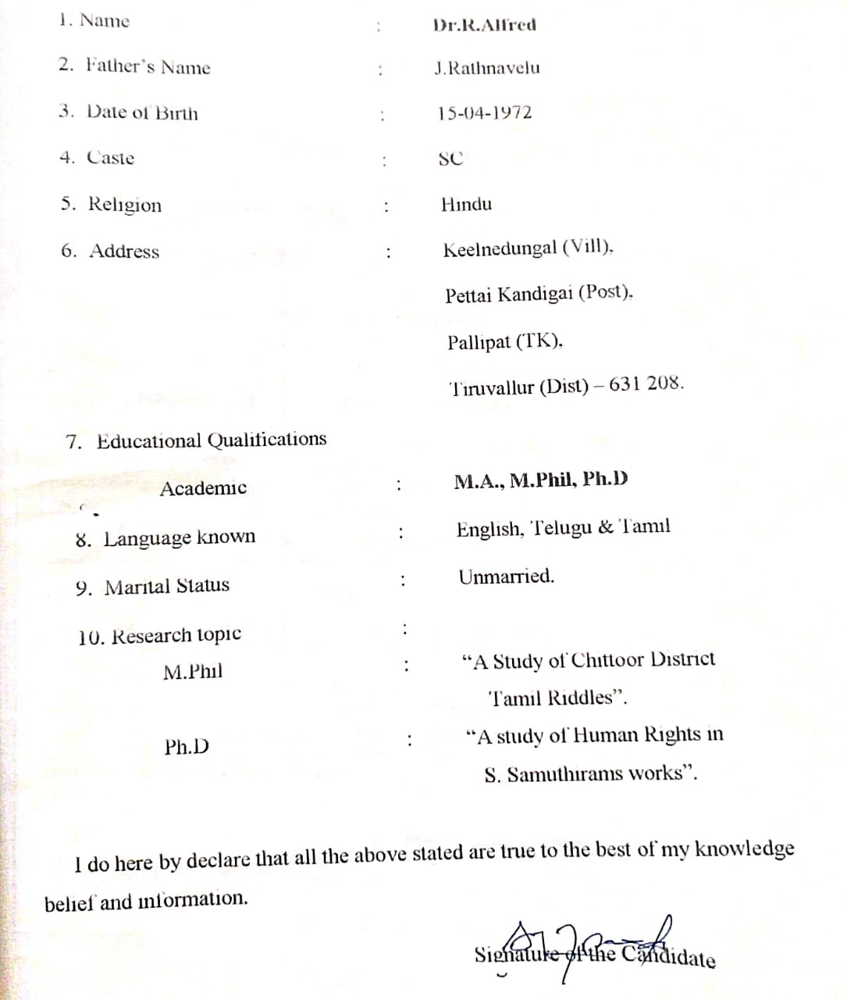 1. Name : Dr.R.Alfred
2. Father's Name : J.Rathnavelu
3. Date of Birth : 15-04-1972
4. Caste : SC
5. Religion : Hindu
6. Address : Keelnedungal (Vill),
Pettai Kandigai (Post),
Pallipat (TK),
Tiruvallur (Dist) – 631 208.
7. Educational Qualifications
Academic : M.A., M.Phil, Ph.D
8. Language known : English, Telugu & Tamil
9. Marital Status : Unmarried.
10. Research topic :
M.Phil : “A Study of Chittoor District
Tamil Riddles”.
Ph.D : “A study of Human Rights in
S. Samuthirams works”.
I do here by declare that all the above stated are true to the best of my knowledge
belief and information.
Signature of the Candidate